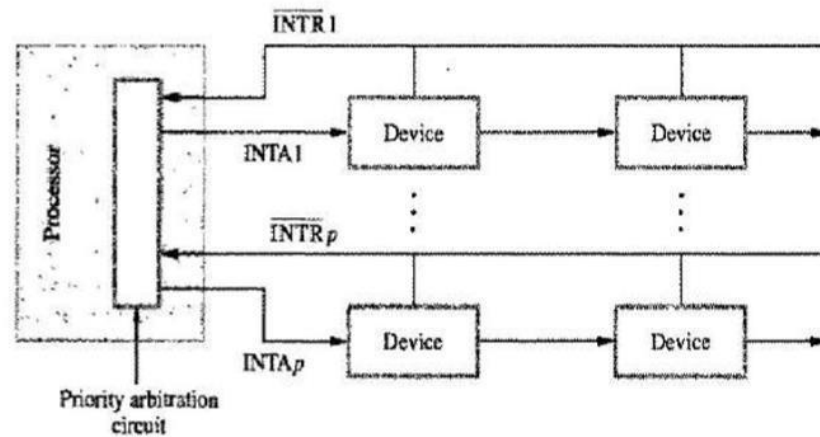 INTR1
Device
Device
INTA1
Processor
INTRp
Device
Device
INTAp
Priority arbitration
circuit